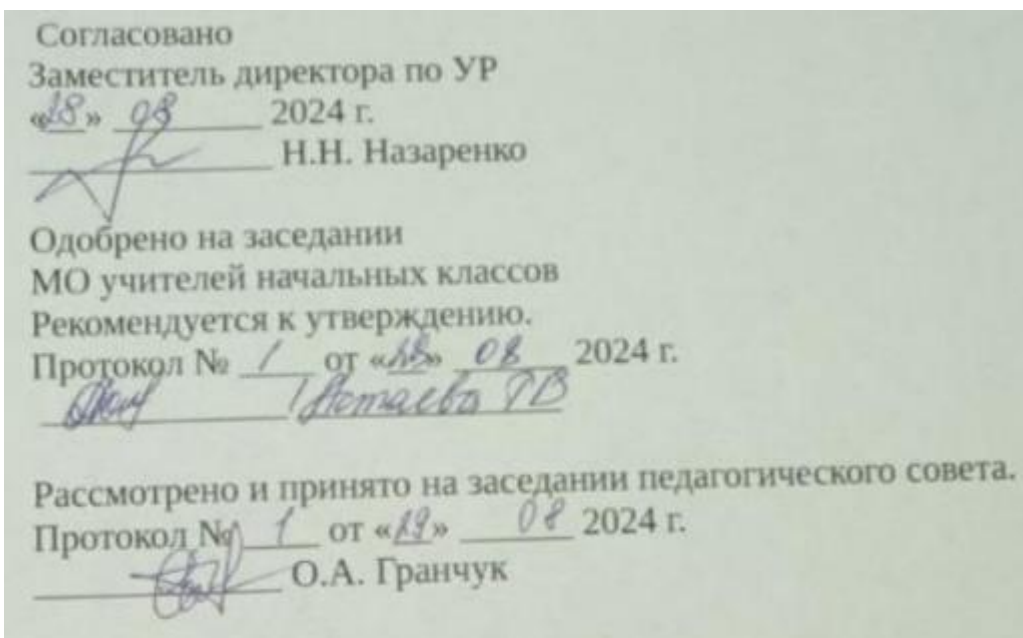 Согласовано
Заместитель директора по УР
«28» 08 2024 г.
Н.Н. Назаренко
Одобрено на заседании
МО учителей начальных классов
Рекомендуется к утверждению.
Протокол № 1 от «28» 08 2024 г.
/ ТВ
Рассмотрено и принято на заседании педагогического совета.
Протокол № 1 от «29» 08 2024 г.
О.А. Гранчук